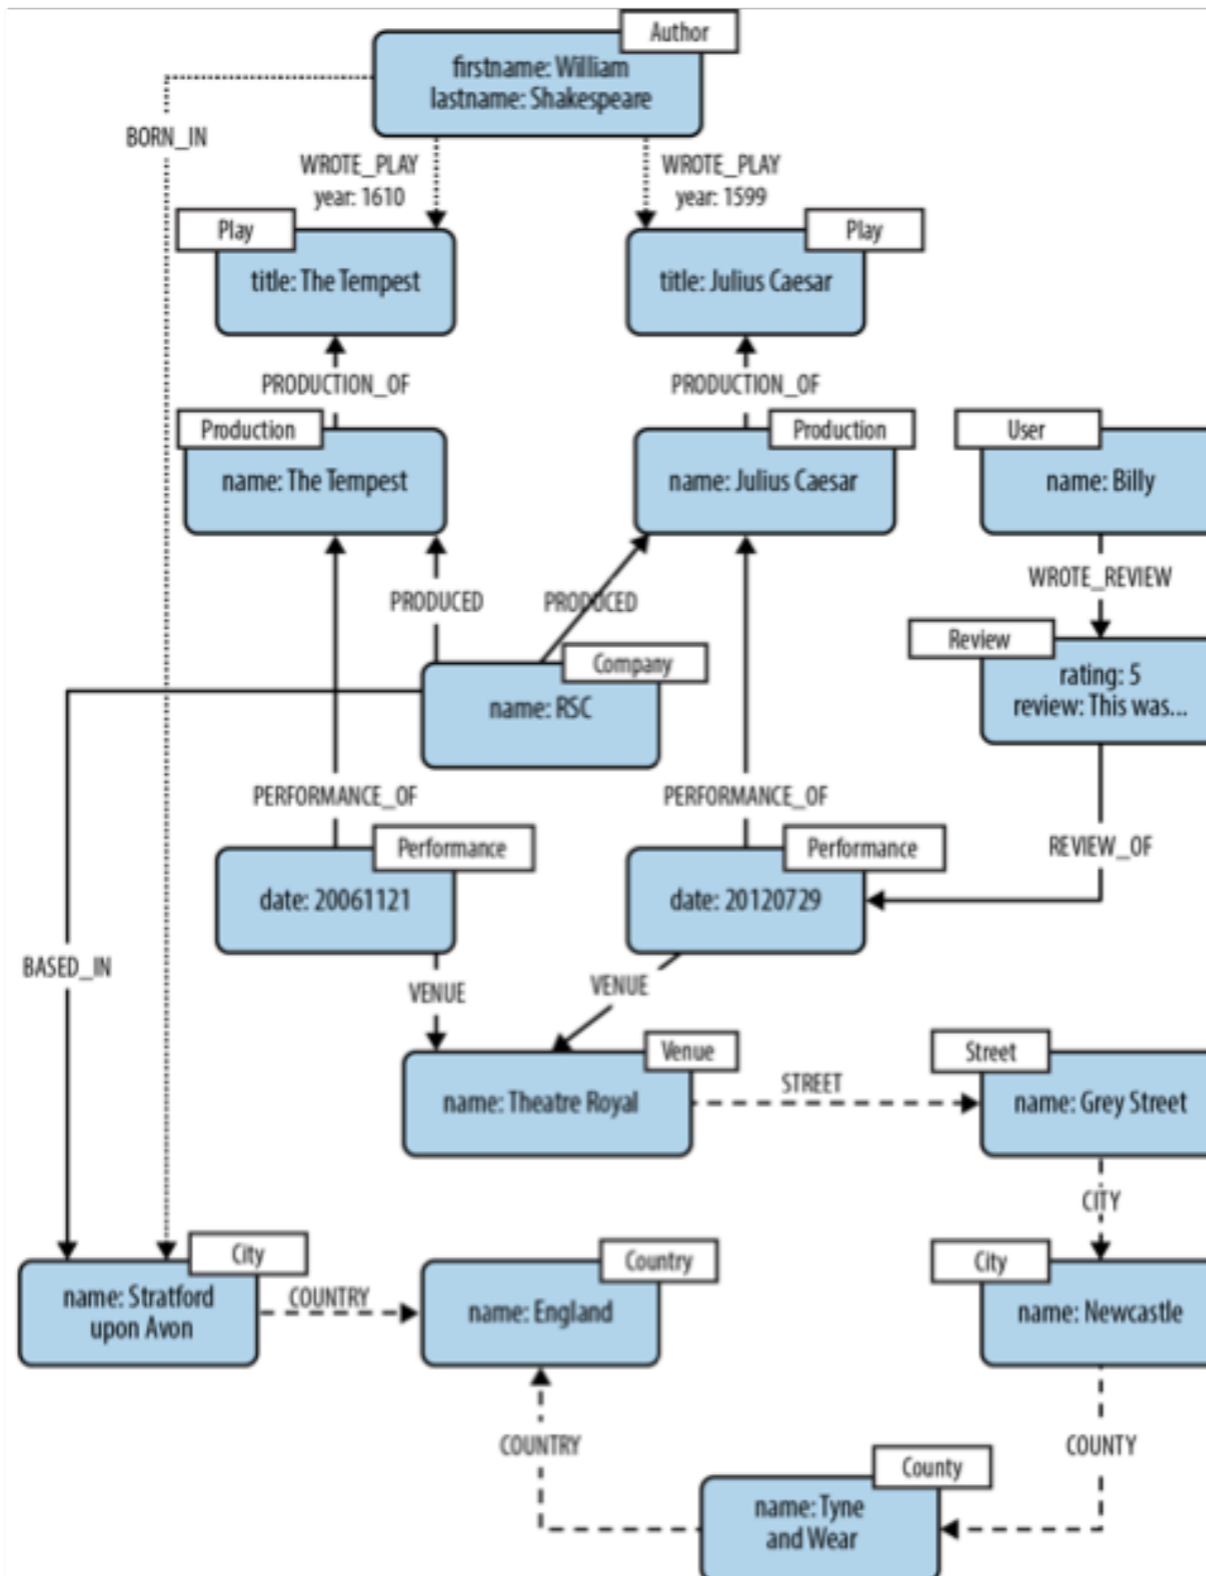 Author
firstname: William
lastname: Shakespeare
BORN_IN
WROTE_PLAY
year: 1610
WROTE_PLAY
year: 1599
Play
title: The Tempest
Play
title: Julius Caesar
PRODUCTION_OF
PRODUCTION_OF
Production
name: The Tempest
Production
name: Julius Caesar
User
name: Billy
WROTE_REVIEW
PRODUCED
PRODUCED
Review
rating: 5
review: This was...
Company
name: RSC
PERFORMANCE_OF
PERFORMANCE_OF
Performance
date: 20061121
Performance
date: 20120729
REVIEW_OF
BASED_IN
VENUE
VENUE
Venue
name: Theatre Royal
STREET
Street
name: Grey Street
CITY
City
name: Stratford
upon Avon
COUNTRY
Country
name: England
City
name: Newcastle
COUNTRY
COUNTY
County
name: Tyne
and Wear